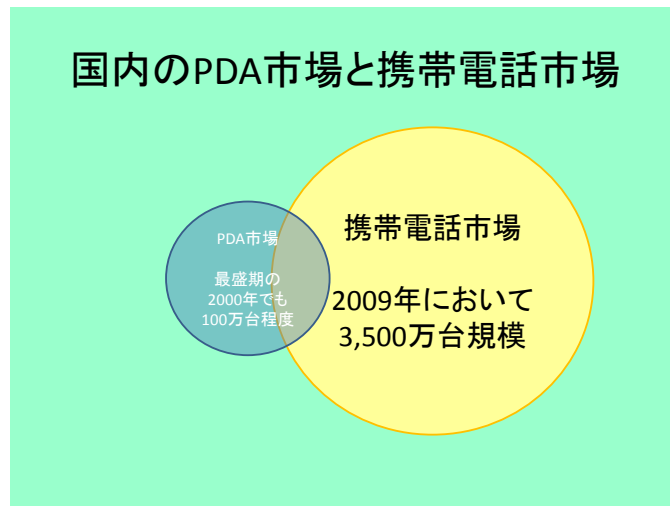 国内のPDA市場と携帯電話市場
PDA市場
最盛期の
2000年でも
100万台程度
携帯電話市場
2009年において
3,500万台規模